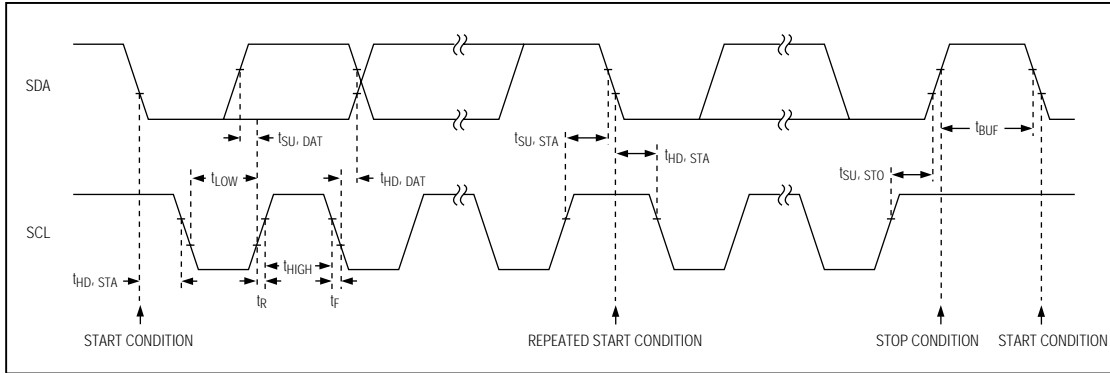 SDA
tSU, DAT
tSU, STA
tHD, STA
tBUF
tLOW
tHD, DAT
tSU, STO
SCL
tHD, STA
tHIGH
tR
tF
START CONDITION
REPEATED START CONDITION
STOP CONDITION
START CONDITION